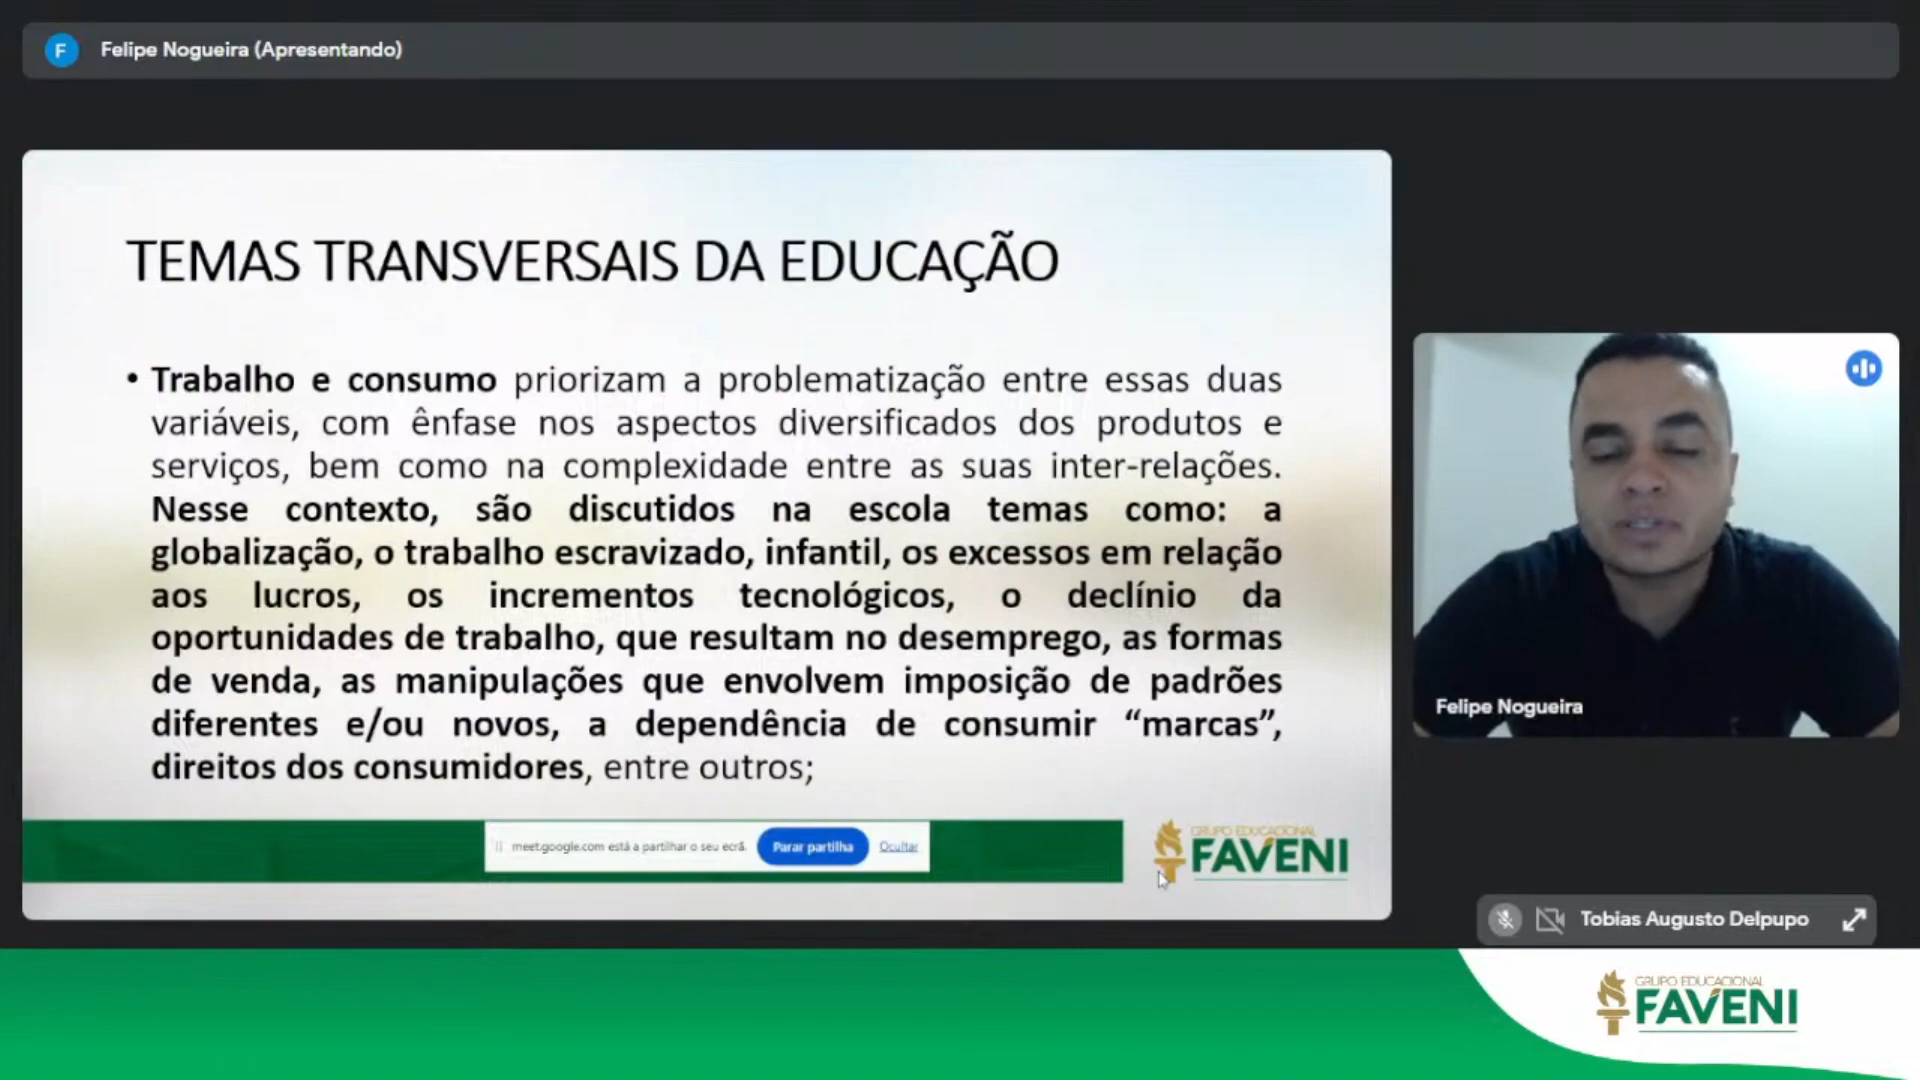 F
Felipe Nogueira (Apresentando)
TEMAS TRANSVERSAIS DA EDUCAÇÃO
• Trabalho e consumo priorizam a problematização entre essas duas
variáveis, com ênfase nos aspectos diversificados dos produtos e
serviços, bem como na complexidade entre as suas inter-relações.
Nesse contexto, são discutidos na escola temas como: a
globalização, o trabalho escravizado, infantil, os excessos em relação
aos lucros, os incrementos tecnológicos, o declínio da
oportunidades de trabalho, que resultam no desemprego, as formas
de venda, as manipulações que envolvem imposição de padrões
diferentes e/ou novos, a dependência de consumir “marcas”,
direitos dos consumidores, entre outros;
meet.google.com está a partilhar o seu ecrã.
Parar partilha
Ocultar
GRUPO EDUCACIONAL
FAVENI
Felipe Nogueira
Tobias Augusto Delpupo
GRUPO EDUCACIONAL
FAVENI